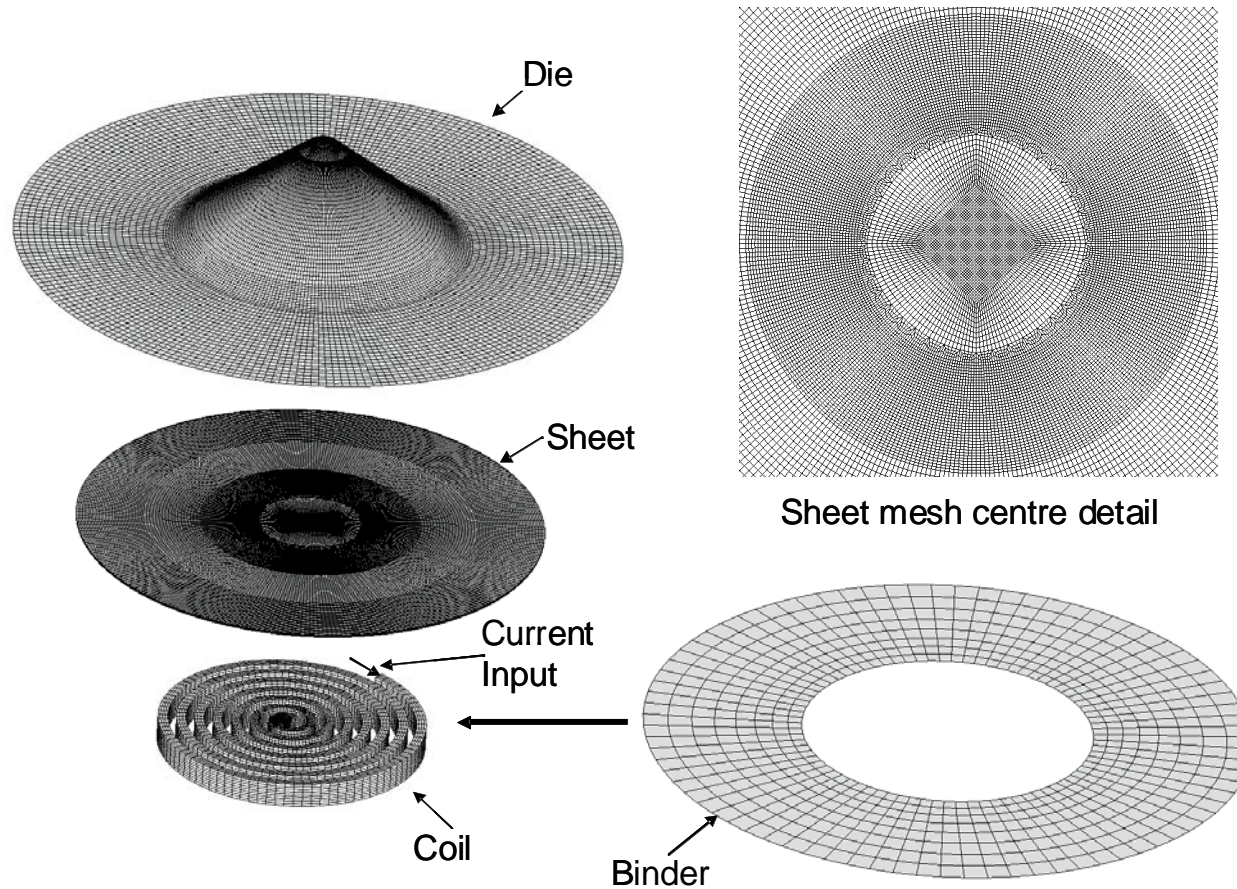 Die
Sheet
Sheet mesh centre detail
Current
Input
Coil
Binder